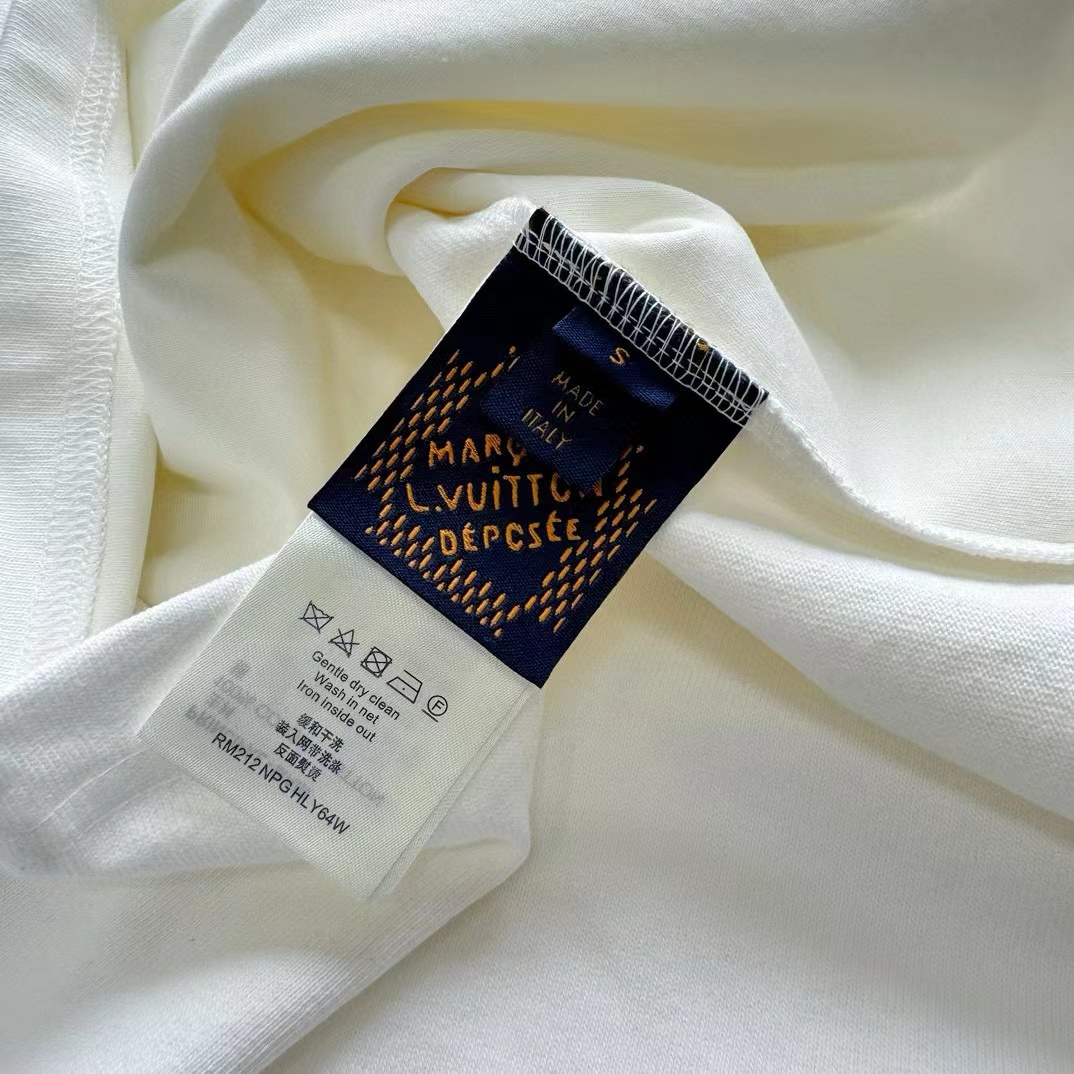 S
MADE
IN
ITALY
MARQ
L.VUITTON
DÉPOSÉE
Gentle dry clean
Wash in net
Iron inside out
缓和干洗
装入网带洗涤
反面熨烫
RM212 NPG HLY64W